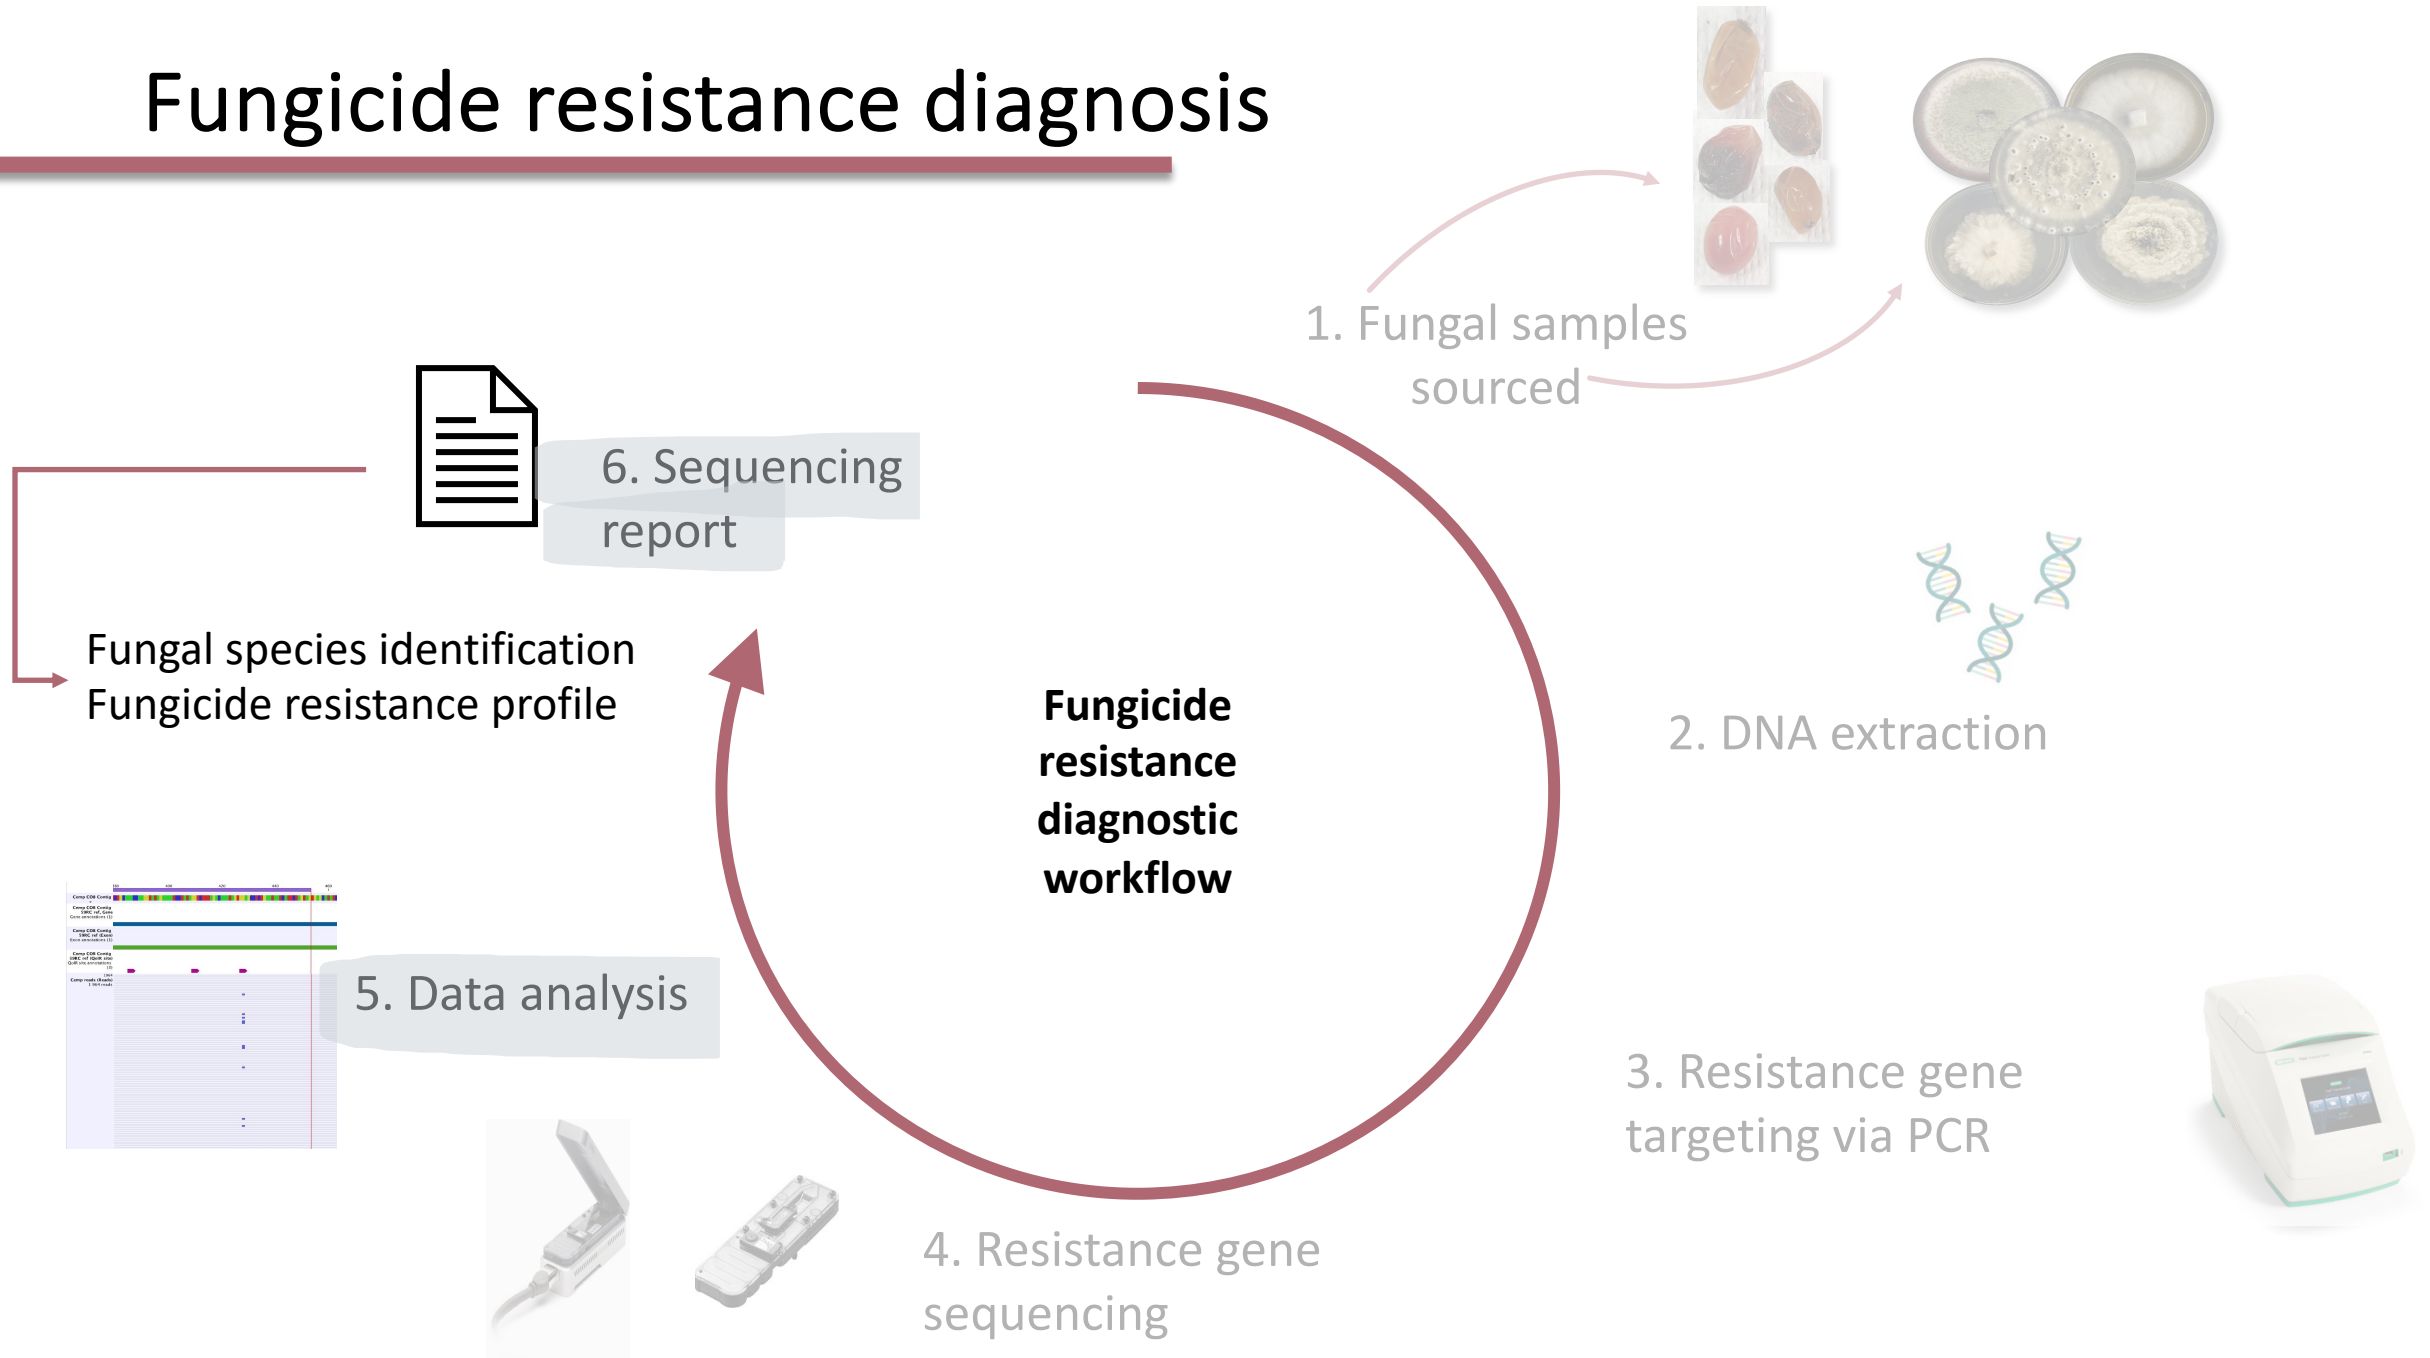 Fungicide resistance diagnosis
1. Fungal samples
sourced
6. Sequencing
report
Fungal species identification
Fungicide resistance profile
Fungicide
resistance
diagnostic
workflow
2. DNA extraction
5. Data analysis
3. Resistance gene
targeting via PCR
4. Resistance gene
sequencing